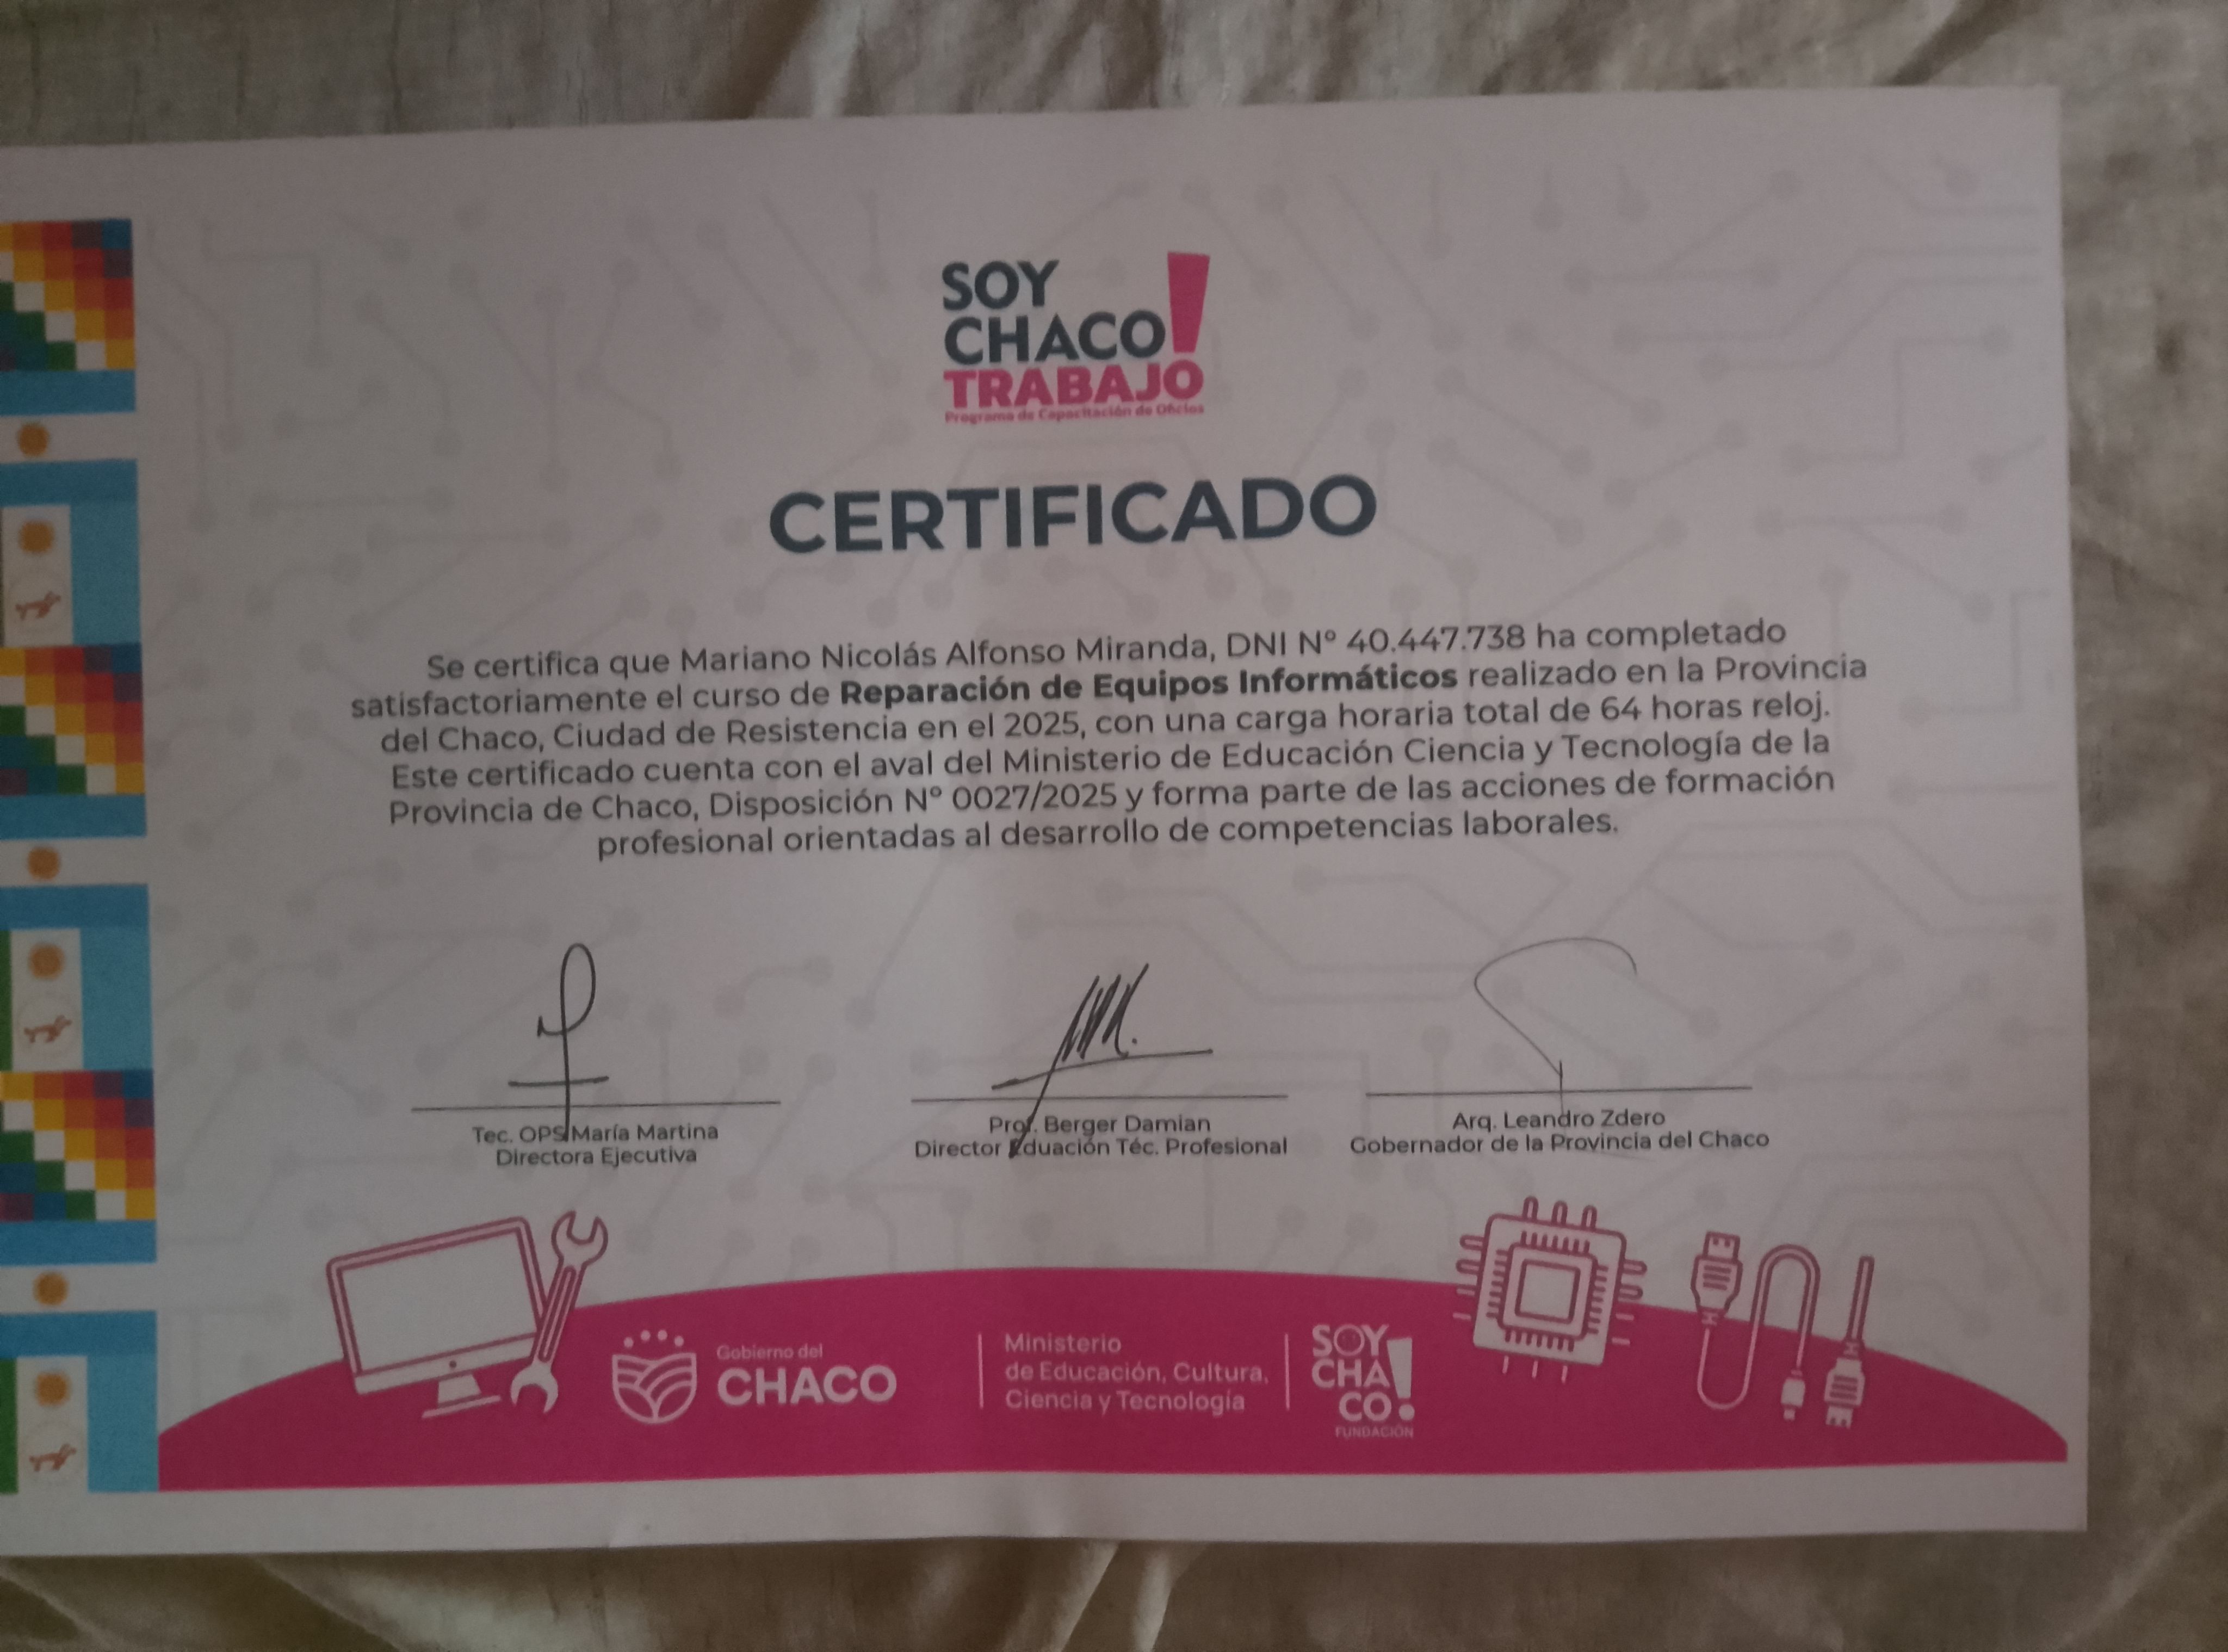 SOY
CHACO!
TRABAJO
Programa de Capacitación de Oficios
CERTIFICADO
Se certifica que Mariano Nicolás Alfonso Miranda, DNI Nº 40.447.738 ha completado
satisfactoriamente el curso de Reparación de Equipos Informáticos realizado en la Provincia
del Chaco, Ciudad de Resistencia en el 2025, con una carga horaria total de 64 horas reloj.
Este certificado cuenta con el aval del Ministerio de Educación Ciencia y Tecnología de la
Provincia de Chaco, Disposición Nº 0027/2025 y forma parte de las acciones de formación
profesional orientadas al desarrollo de competencias laborales.
Tec. OPS María Martina
Directora Ejecutiva
Prof. Berger Damian
Director Eduación Téc. Profesional
Arq. Leandro Zdero
Gobernador de la Provincia del Chaco
Gobierno del
CHACO
Ministerio
de Educación, Cultura,
Ciencia y Tecnología
SOY
CHA
CO!
FUNDACIÓN